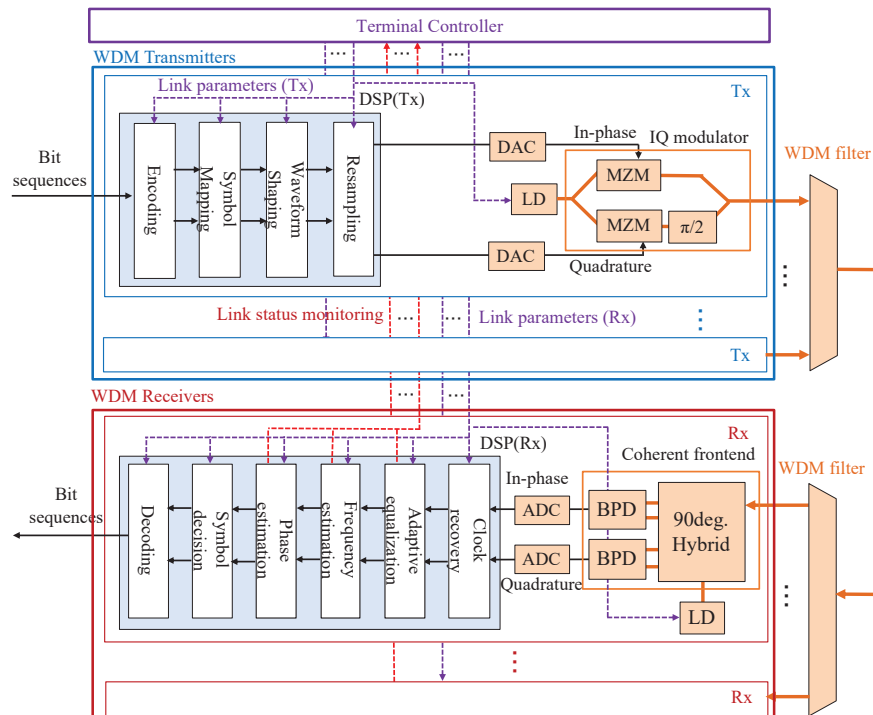 Terminal Controller
...
...
...
WDM Transmitters
Link parameters (Tx)
DSP(Tx)
Tx
Bit
sequences
Encoding
Symbol
Mapping
Waveform
Shaping
Resampling
DAC
In-phase
IQ modulator
MZM
LD
MZM
π/2
DAC
Quadrature
WDM filter
...
Link status monitoring
...
...
Link parameters (Rx)
...
Tx
WDM Receivers
...
...
DSP(Rx)
Rx
Coherent frontend
WDM filter
Bit
sequences
Decoding
Symbol
decision
Phase
estimation
Frequency
estimation
Adaptive
equalization
Clock
recovery
In-phase
ADC
BPD
90deg.
Hybrid
ADC
BPD
Quadrature
LD
...
...
Rx